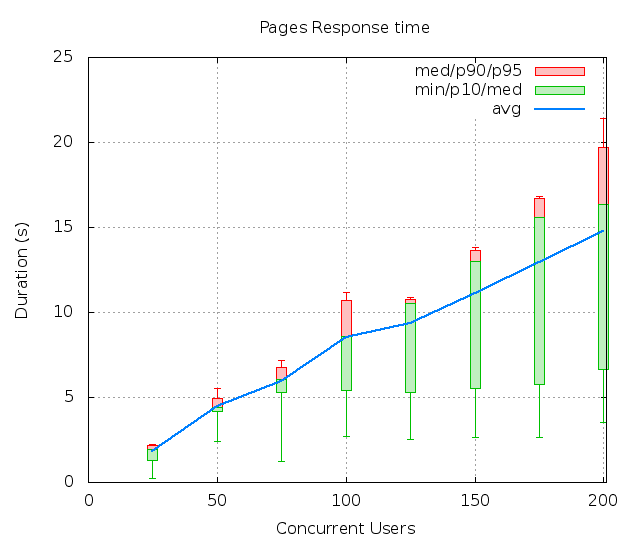 Pages Response time
med/p90/p95
min/p10/med
avg
Duration (s)
25
20
15
10
5
0
0 50 100 150 200
Concurrent Users